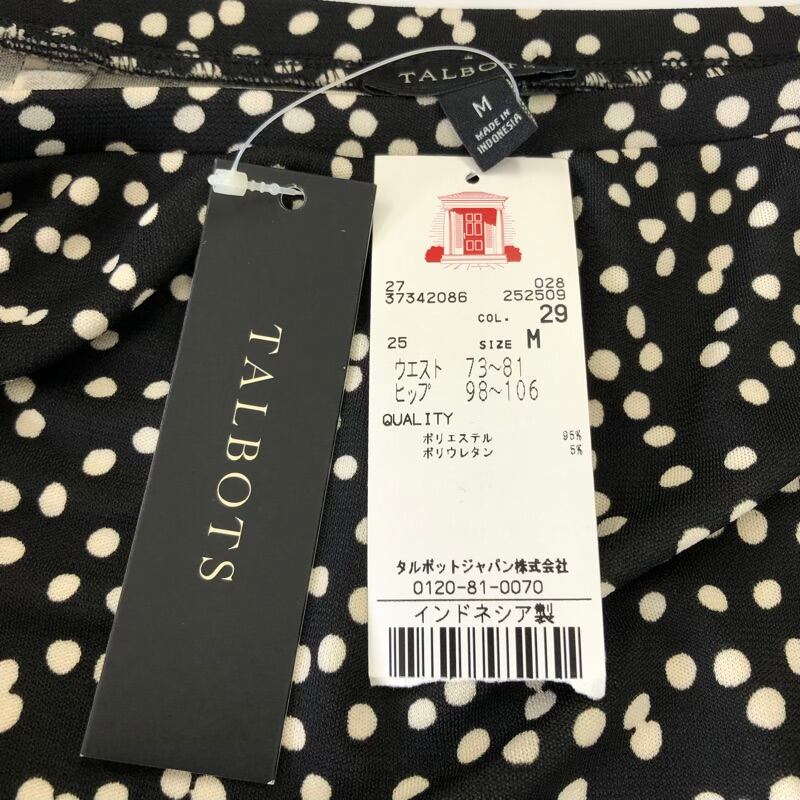 TALBOTS
M
MADE IN
INDONESIA
TALBOTS
27 028
37342086 252509
COL. 29
25 SIZE M
ウエスト 73~81
ヒップ 98~106
QUALITY
ポリエステル 95%
ポリウレタン 5%
タルボットジャパン株式会社
0120-81-0070
インドネシア製